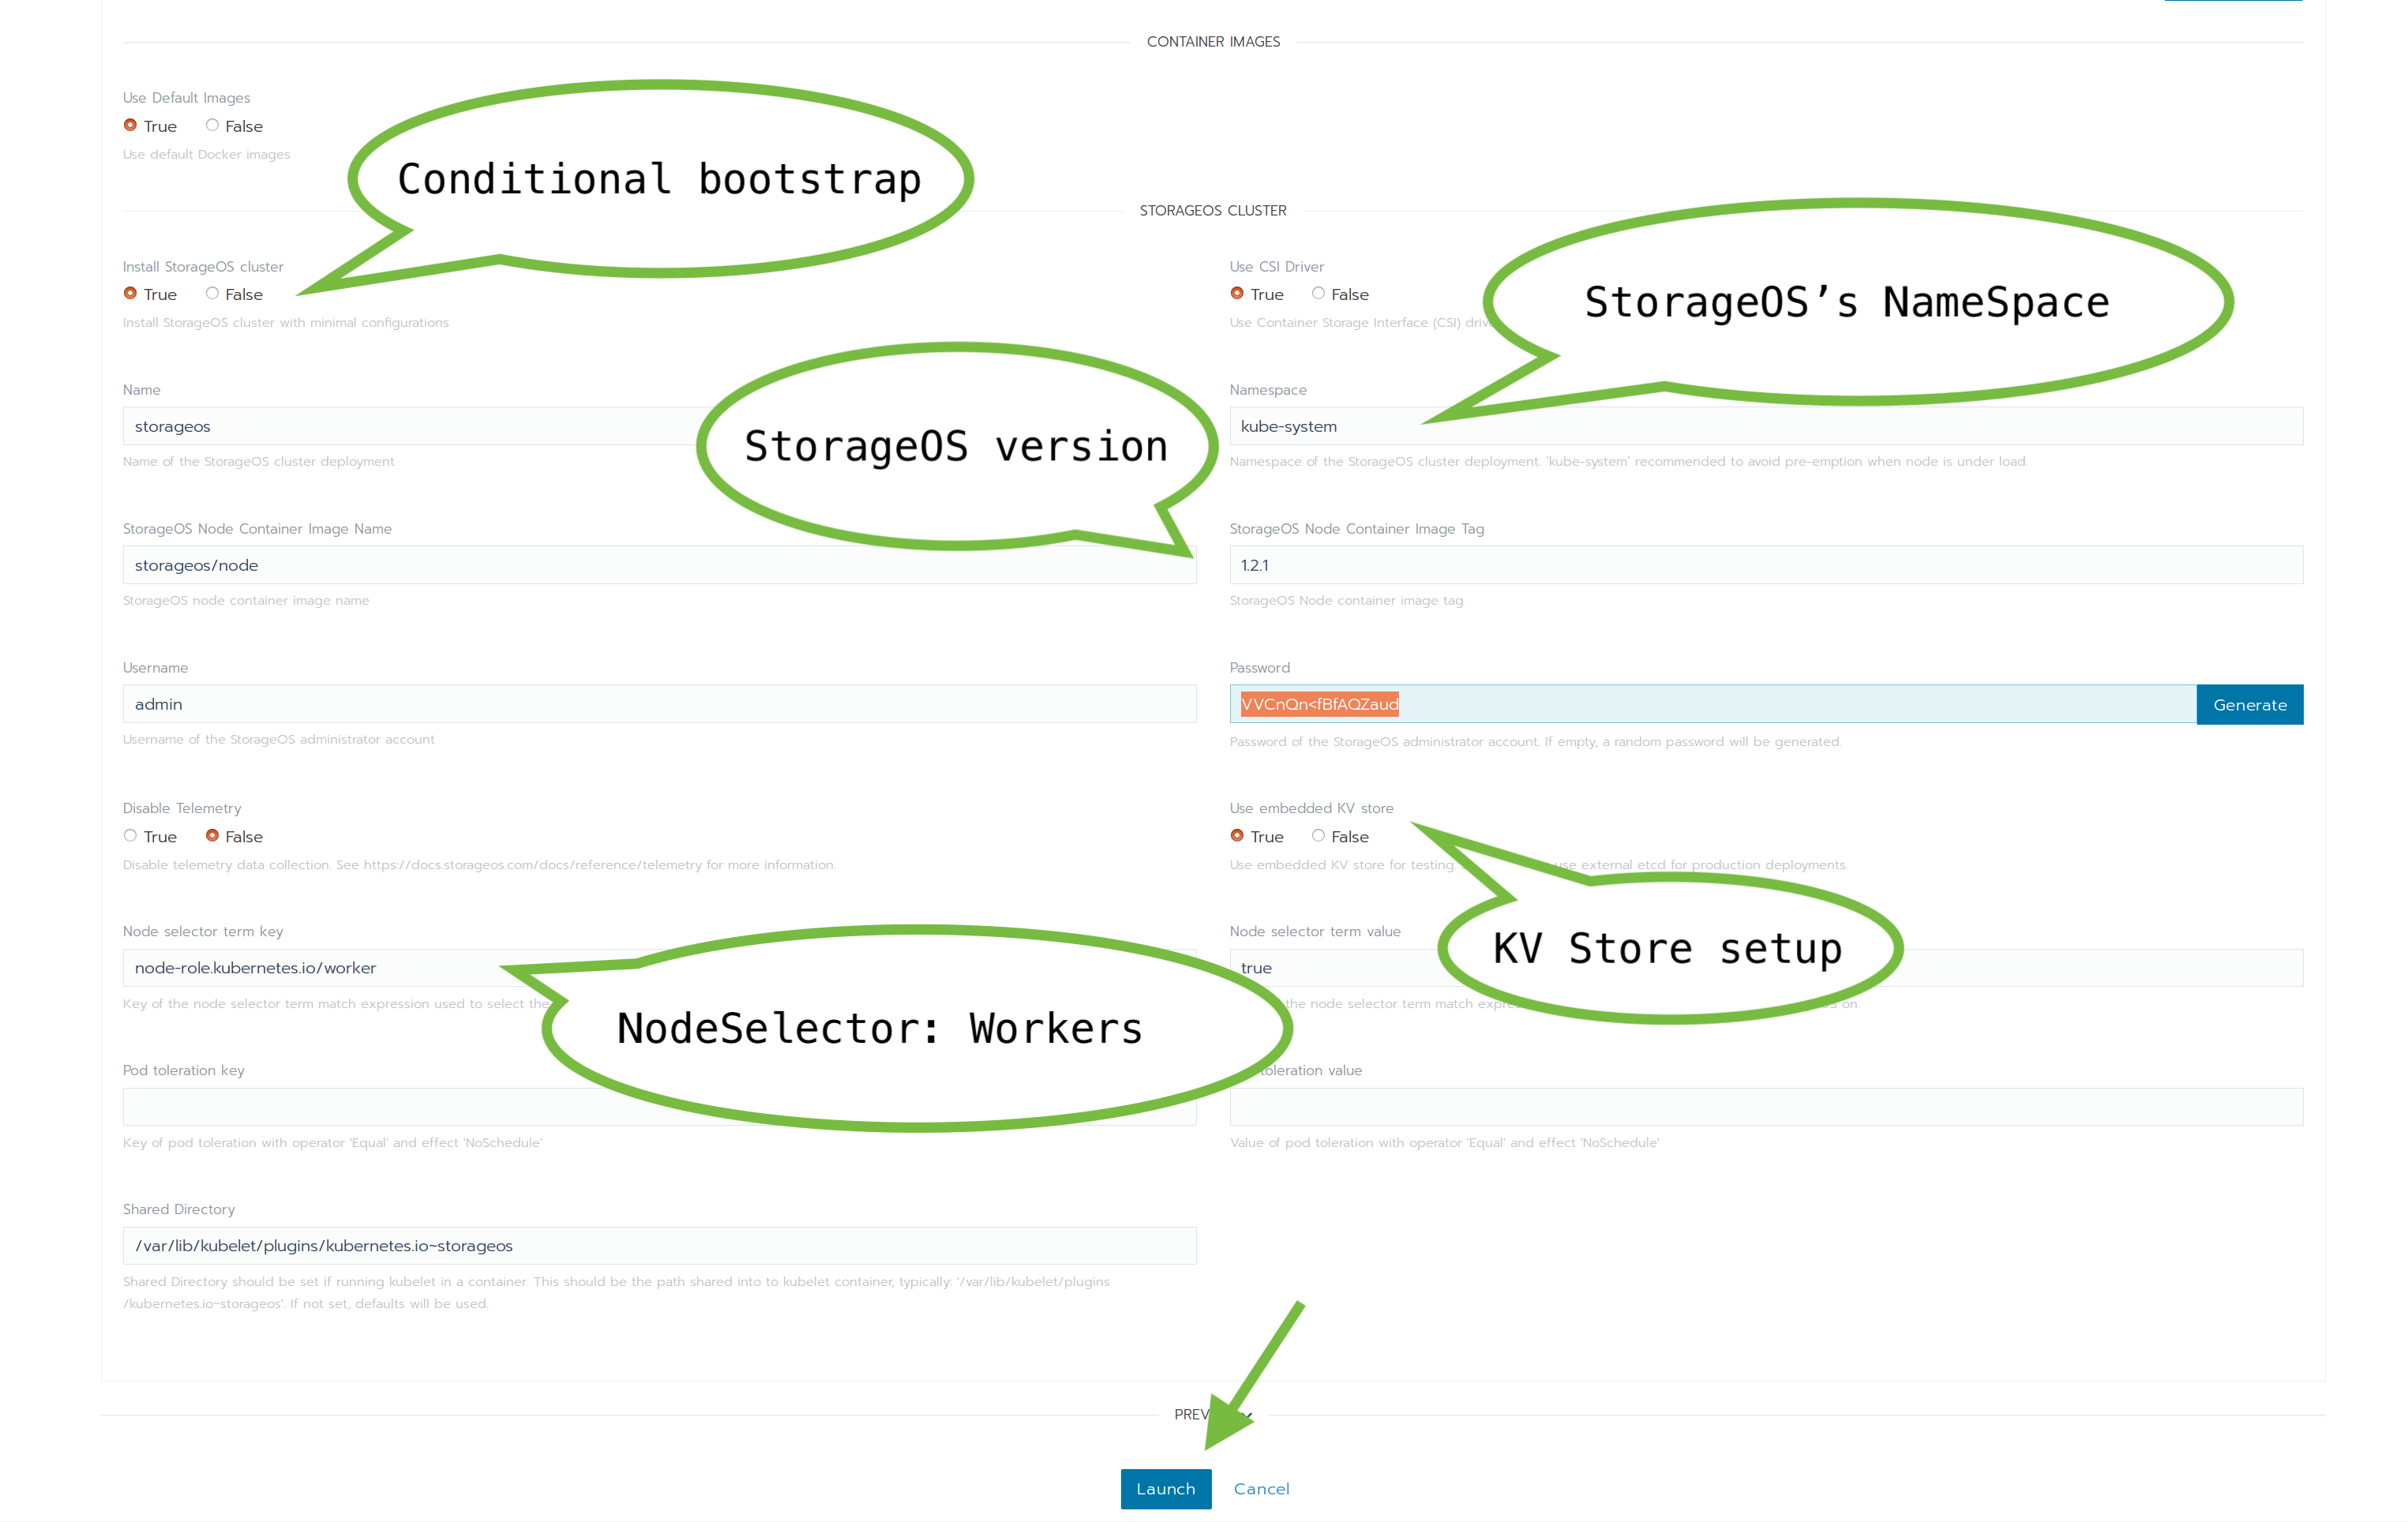 CONTAINER IMAGES
Use Default Images
True False
Use default Docker images
Conditional bootstrap
STORAGEOS CLUSTER
Install StorageOS cluster
True False
Install StorageOS cluster with minimal configurations
Use CSI Driver
True False
Use Container Storage Interface (CSI)
StorageOS’s NameSpace
Name
storageos
Name of the StorageOS cluster deployment
StorageOS version
Namespace
kube-system
Namespace of the StorageOS cluster deployment. 'kube-system' recommended to avoid pre-emption when node is under load.
StorageOS Node Container Image Name
storageos/node
StorageOS node container image name
StorageOS Node Container Image Tag
1.2.1
StorageOS Node container image tag
Username
admin
Username of the StorageOS administrator account
Password
VVCnQn<fBfAQZaud
Generate
Password of the StorageOS administrator account. If empty, a random password will be generated.
Disable Telemetry
True False
Disable telemetry data collection. See https://docs.storageos.com/docs/reference/telemetry for more information.
Use embedded KV store
True False
Use embedded KV store for testing. use external etcd for production deployments.
KV Store setup
Node selector term key
node-role.kubernetes.io/worker
Key of the node selector term match expression used to select the
NodeSelector: Workers
Node selector term value
true
the node selector term match on.
Pod toleration key
Key of pod toleration with operator 'Equal' and effect 'NoSchedule'
toleration value
Value of pod toleration with operator 'Equal' and effect 'NoSchedule'
Shared Directory
/var/lib/kubelet/plugins/kubernetes.io~storageos
Shared Directory should be set if running kubelet in a container. This should be the path shared into to kubelet container, typically: '/var/lib/kubelet/plugins
/kubernetes.io~storageos'. If not set, defaults will be used.
Launch Cancel